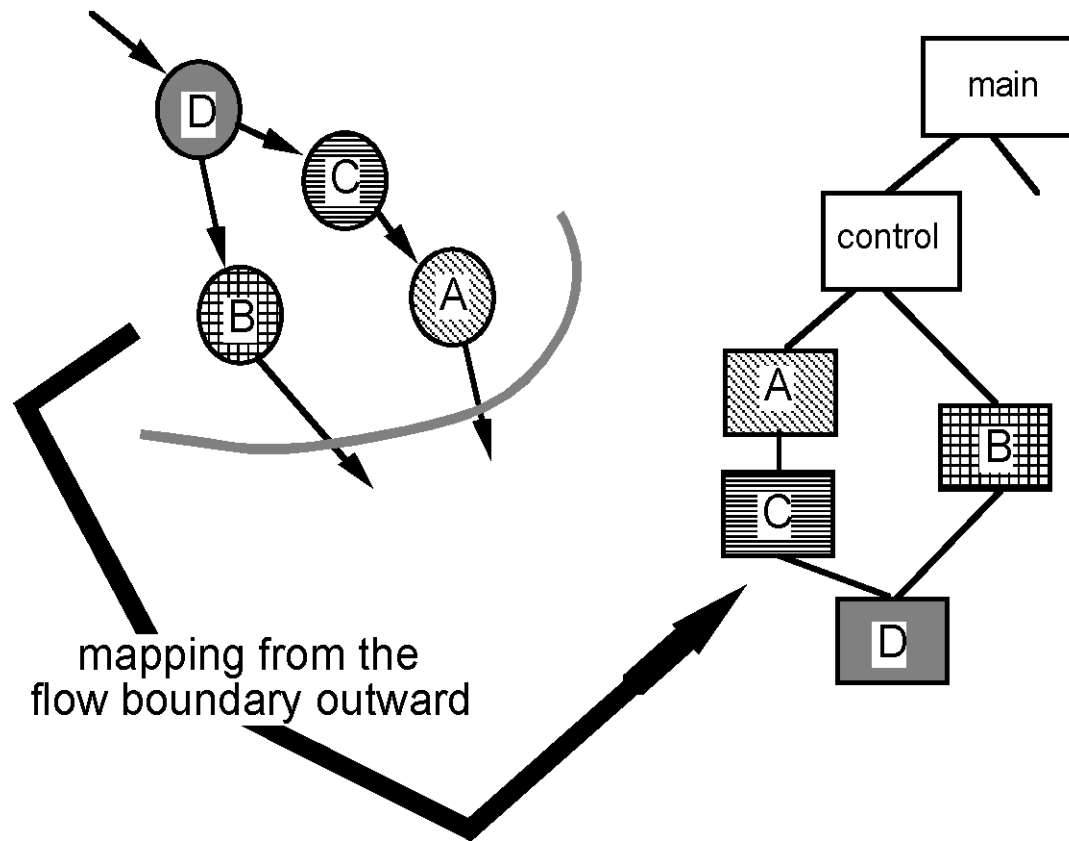 D
C
B
A
mapping from the
flow boundary outward
main
control
A
B
C
D